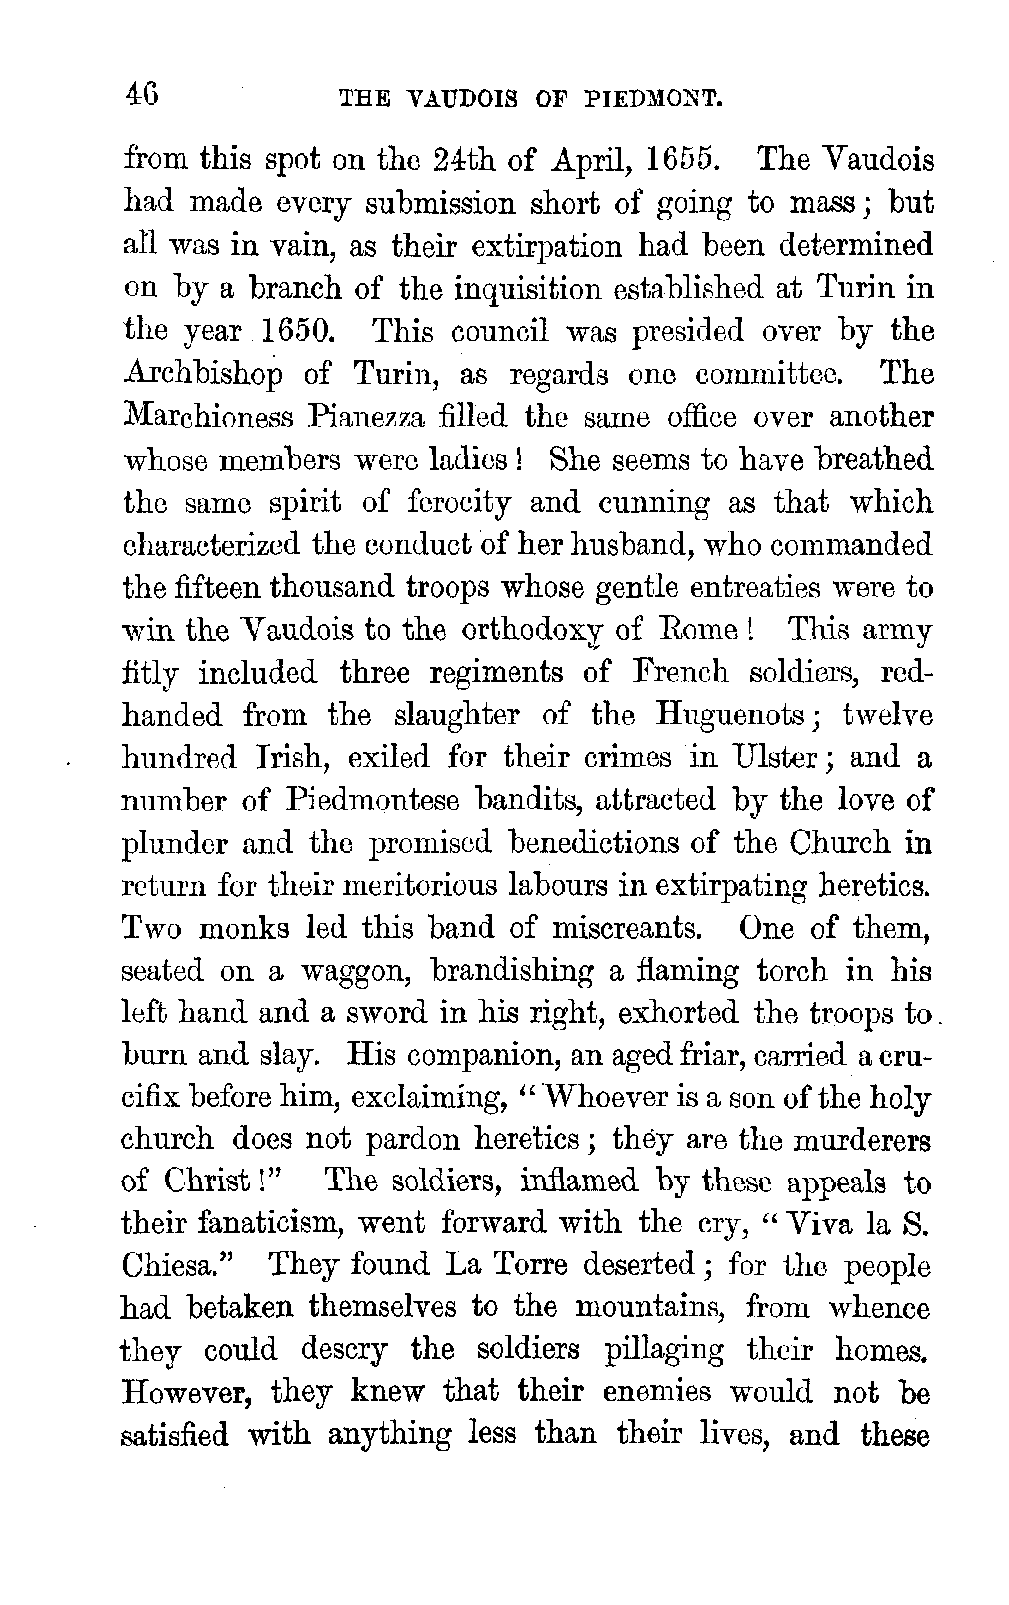 46 THE VAUDOIS OF PIEDMONT.
from this spot on the 24th of April, 1655. The Vaudois
had made every submission short of going to mass; but
all was in vain, as their extirpation had been determined
on by a branch of the inquisition established at Turin in
the year 1650. This council was presided over by the
Archbishop of Turin, as regards one committee. The
Marchioness Pianezza filled the same office over another
whose members were ladies! She seems to have breathed
the same spirit of ferocity and cunning as that which
characterized the conduct of her husband, who commanded
the fifteen thousand troops whose gentle entreaties were to
win the Vaudois to the orthodoxy of Rome! This army
fitly included three regiments of French soldiers, red-
handed from the slaughter of the Huguenots; twelve
hundred Irish, exiled for their crimes in Ulster; and a
number of Piedmontese bandits, attracted by the love of
plunder and the promised benedictions of the Church in
return for their meritorious labours in extirpating heretics.
Two monks led this band of miscreants. One of them,
seated on a waggon, brandishing a flaming torch in his
left hand and a sword in his right, exhorted the troops to
burn and slay. His companion, an aged friar, carried a cru-
cifix before him, exclaiming, "Whoever is a son of the holy
church does not pardon heretics; they are the murderers
of Christ!" The soldiers, inflamed by these appeals to
their fanaticism, went forward with the cry, "Viva la S.
Chiesa." They found La Torre deserted; for the people
had betaken themselves to the mountains, from whence
they could descry the soldiers pillaging their homes.
However, they knew that their enemies would not be
satisfied with anything less than their lives, and these